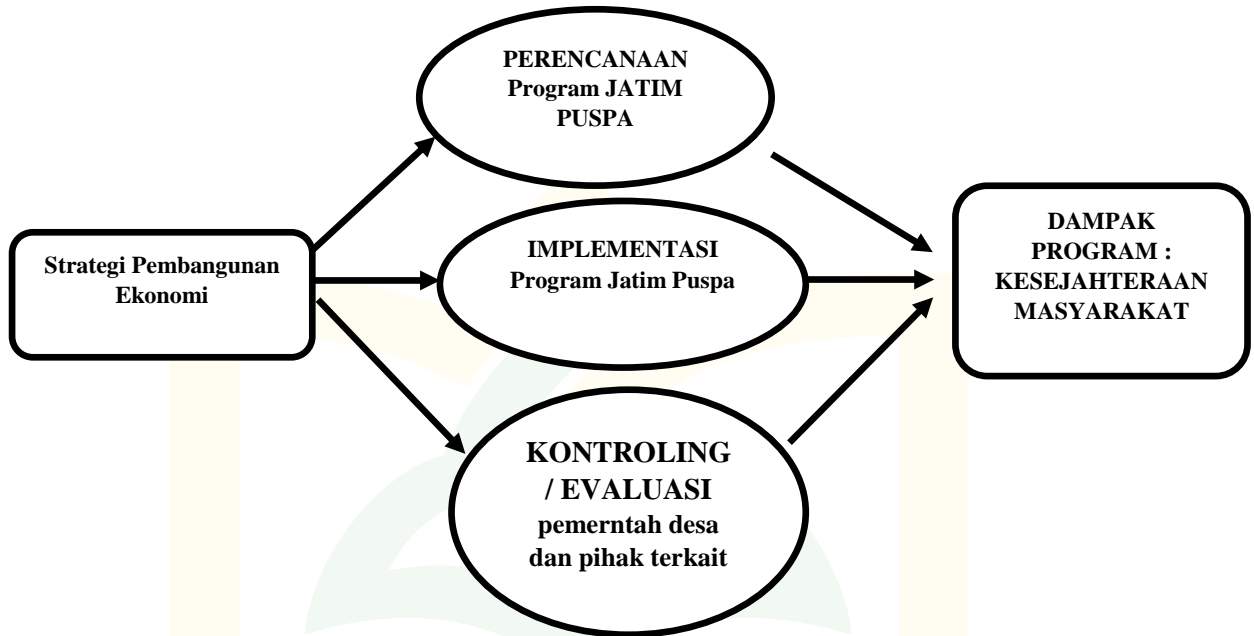 PERENCANAAN
Program JATIM
PUSPA
Strategi Pembangunan
Ekonomi
IMPLEMENTASI
Program Jatim Puspa
KONTROLING
/ EVALUASI
pemerntah desa
dan pihak terkait
DAMPAK
PROGRAM :
KESEJAHTERAAN
MASYARAKAT